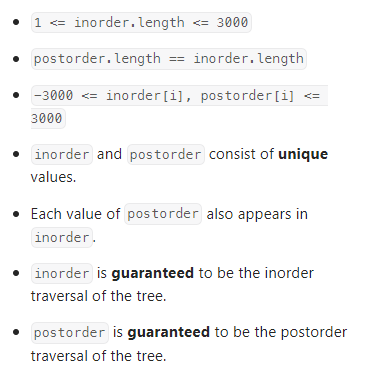 1 <= inorder.length <= 3000
postorder.length == inorder.length
-3000 <= inorder[i], postorder[i] <=
3000
inorder and postorder consist of unique
values.
Each value of postorder also appears in
inorder.
inorder is guaranteed to be the inorder
traversal of the tree.
postorder is guaranteed to be the postorder
traversal of the tree.